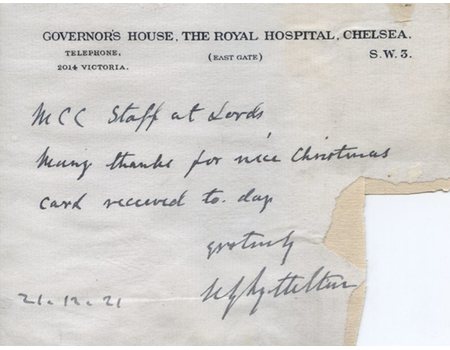 GOVERNOR'S HOUSE, THE ROYAL HOSPITAL, CHELSEA.
TELEPHONE, (EAST GATE) S.W.3.
2014 VICTORIA.
MCC Staff at Lords
Many thanks for nice Christmas
card received to-day
Lyttelton
21.12.21